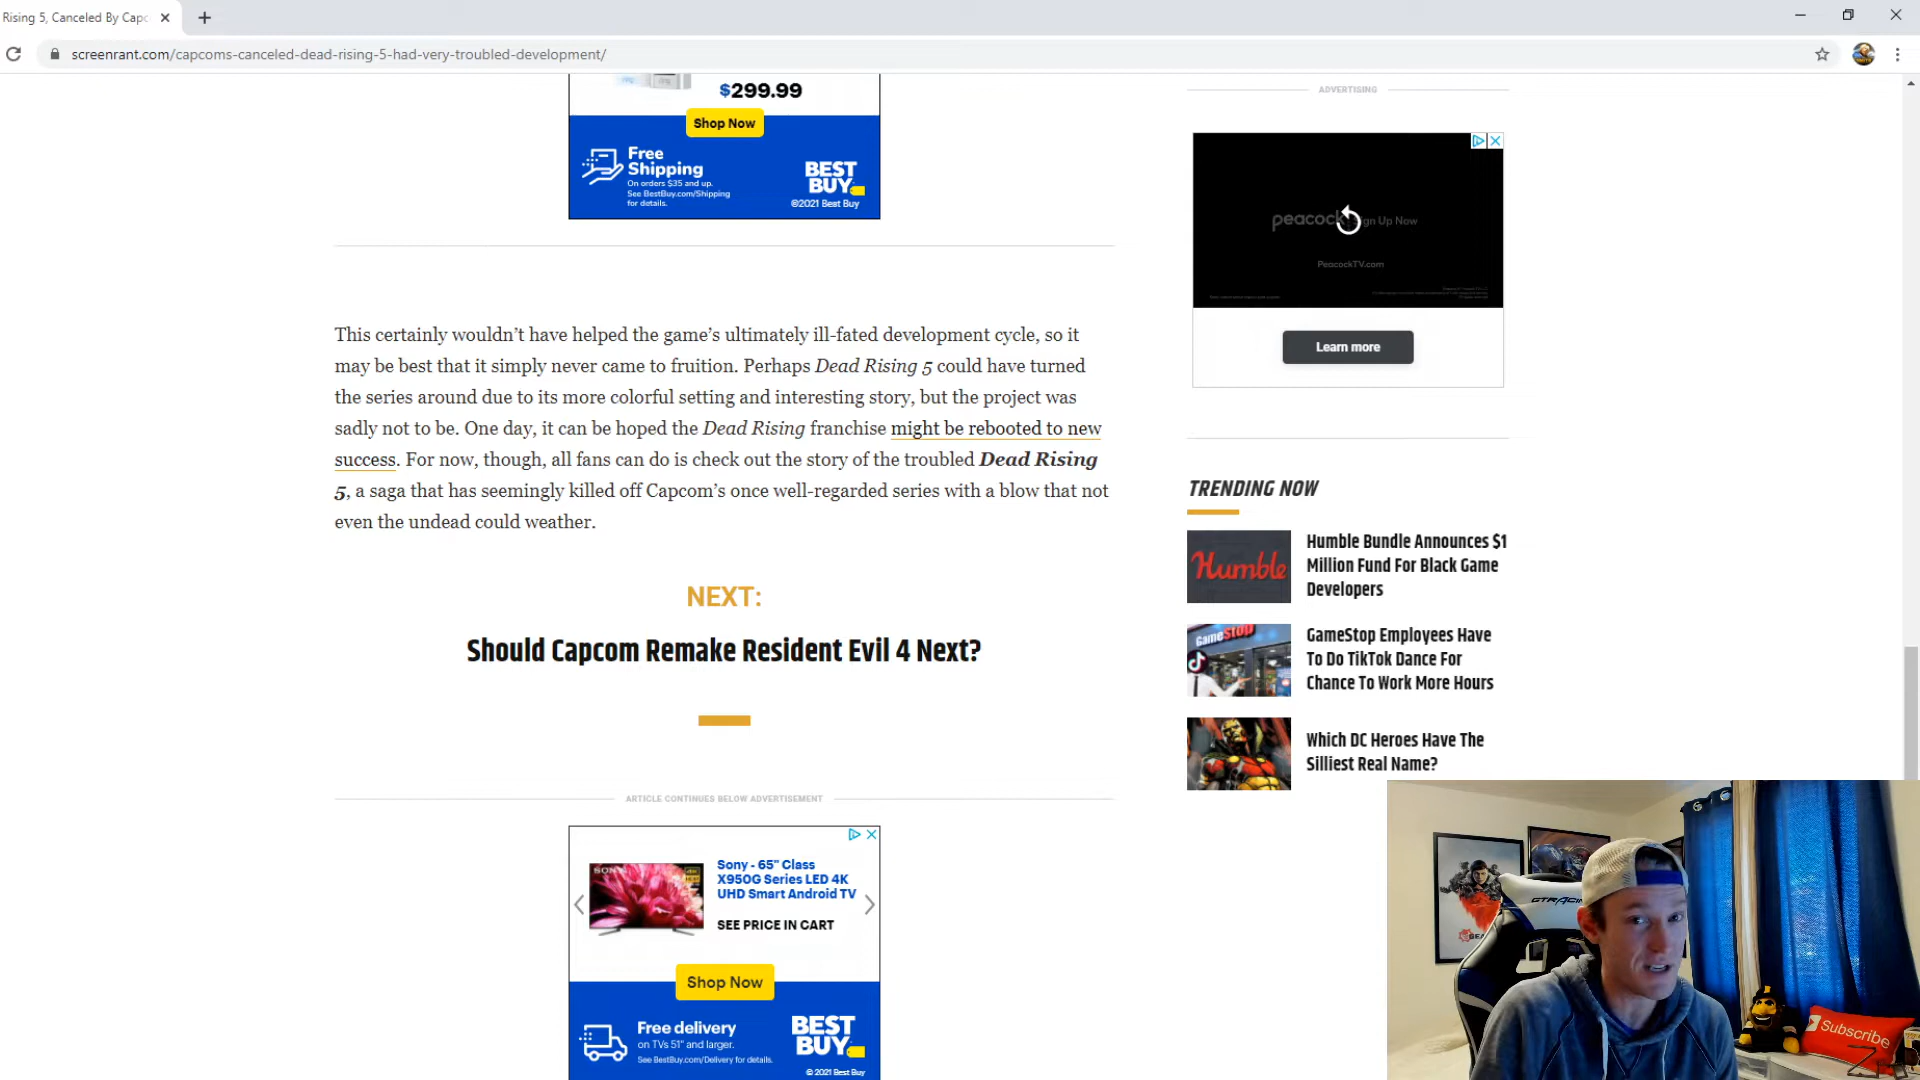 Rising 5, Canceled By Capc
screenrant.com/capcoms-canceled-dead-rising-5-had-very-troubled-development/
$299.99
Shop Now
Free
Shipping
On orders $35 and up.
See BestBuy.com/Shipping
for details.
BEST
BUY
©2021 Best Buy
This certainly wouldn't have helped the game's ultimately ill-fated development cycle, so it
may be best that it simply never came to fruition. Perhaps Dead Rising 5 could have turned
the series around due to its more colorful setting and interesting story, but the project was
sadly not to be. One day, it can be hoped the Dead Rising franchise might be rebooted to new
success. For now, though, all fans can do is check out the story of the troubled Dead Rising
5, a saga that has seemingly killed off Capcom's once well-regarded series with a blow that not
even the undead could weather.
NEXT:
Should Capcom Remake Resident Evil 4 Next?
ARTICLE CONTINUES BELOW ADVERTISEMENT
SONY
Sony - 65" Class
X950G Series LED 4K
UHD Smart Android TV
SEE PRICE IN CART
Shop Now
Free delivery
on TVs 51" and larger.
See BestBuy.com/Delivery for details.
BEST
BUY
© 2021 Best Buy
ADVERTISING
peacock Sign Up Now
PeacockTV.com
Learn more
TRENDING NOW
Humble
Humble Bundle Announces $1
Million Fund For Black Game
Developers
GameStop
GameStop Employees Have
To Do TikTok Dance For
Chance To Work More Hours
Which DC Heroes Have The
Silliest Real Name?
GTRACIN
GEA
Subscribe